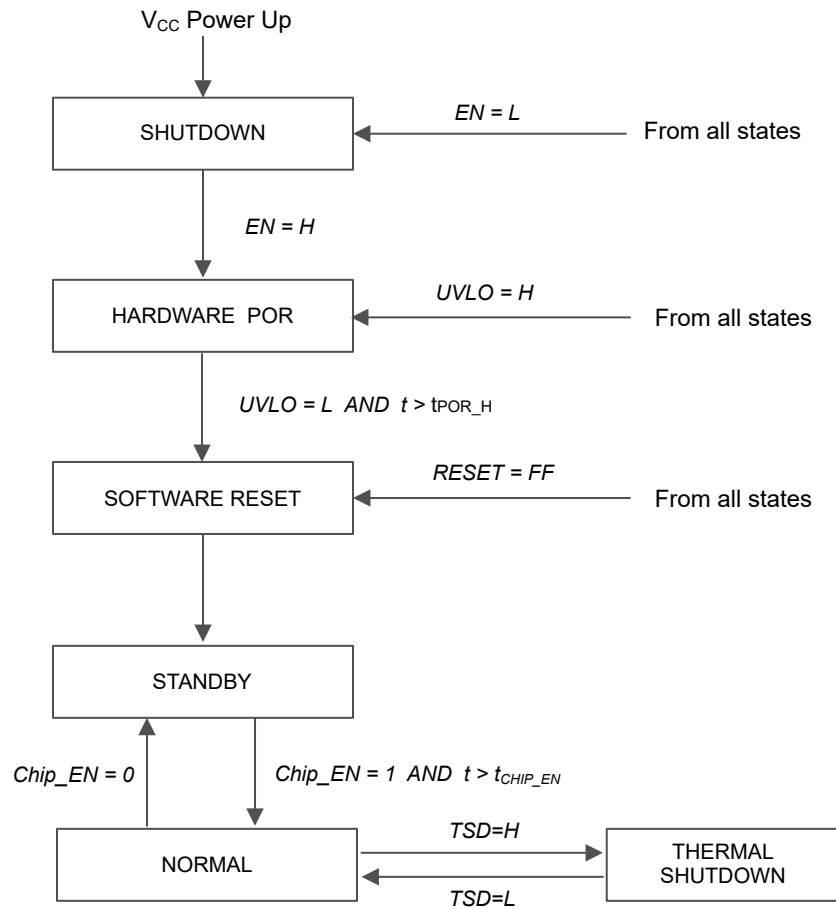 V_CC Power Up
SHUTDOWN
EN = L
From all states
EN = H
HARDWARE POR
UVLO = H
From all states
UVLO = L AND t > tPOR_H
SOFTWARE RESET
RESET = FF
From all states
STANDBY
Chip_EN = 0
Chip_EN = 1 AND t > t_CHIP_EN
NORMAL
TSD=H
TSD=L
THERMAL
SHUTDOWN